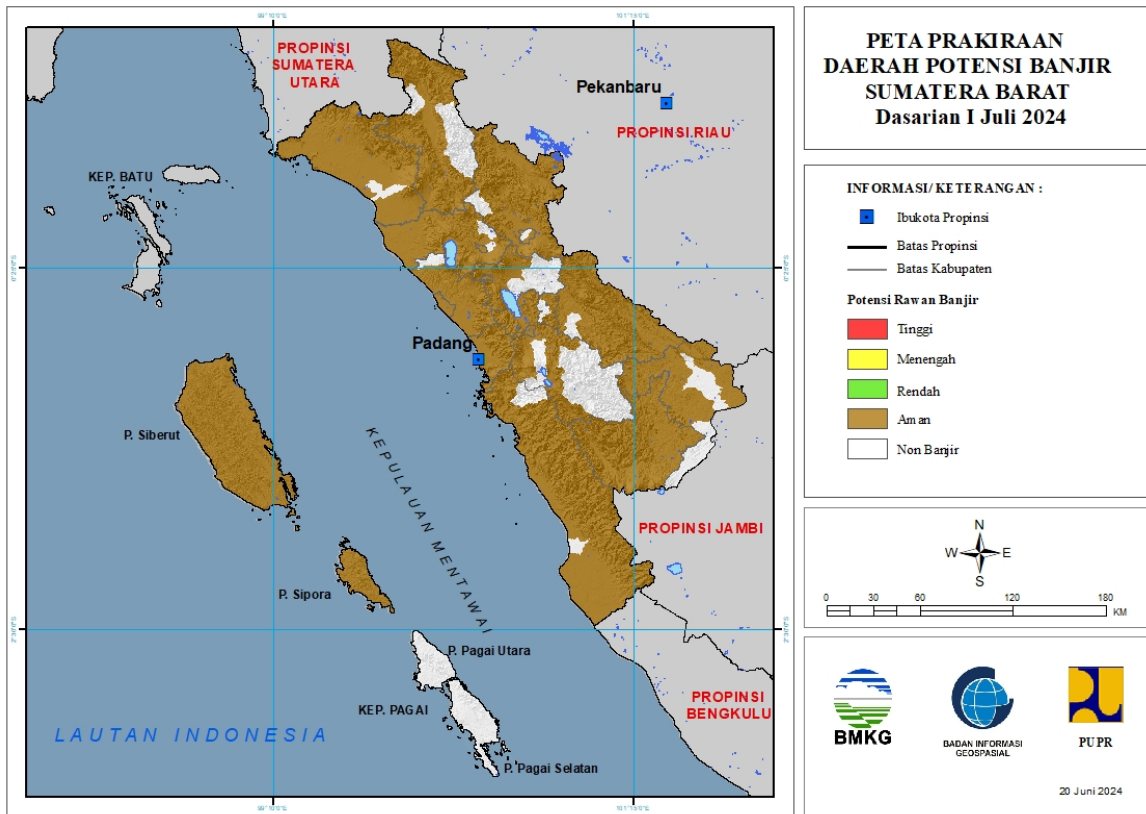 PROPINSI
SUMATERA
UTARA
Pekanbaru
PROPINSI RIAU
KEP. BATU
Padang
P. Siberut
KEPULAUAN MENTAWAI
PROPINSI JAMBI
P. Sipora
P. Pagai Utara
KEP. PAGAI
PROPINSI
BENGKULU
LAUTAN INDONESIA
P. Pagai Selatan
PETA PRAKIRAAN
DAERAH POTENSI BANJIR
SUMATERA BARAT
Dasarian I Juli 2024
INFORMASI/ KETERANGAN :
Ibukota Propinsi
Batas Propinsi
Batas Kabupaten
Potensi Rawan Banjir
Tinggi
Menengah
Rendah
Aman
Non Banjir
N
W E
S
0 30 60 120 180
KM
BMKG
BADAN INFORMASI
GEOSPASIAL
PUPR
20 Juni 2024